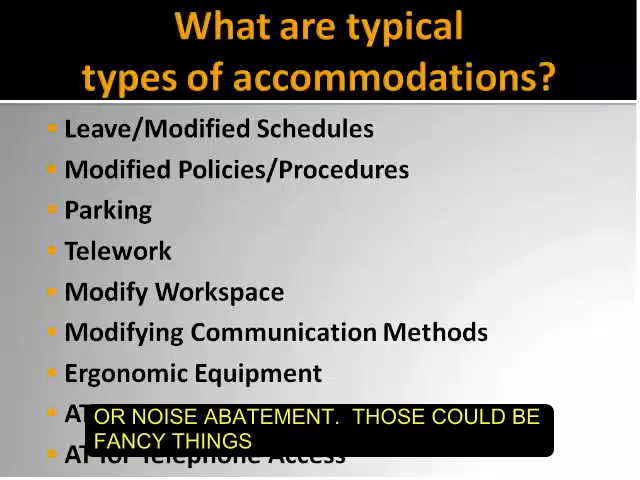 What are typical
types of accommodations?
Leave/Modified Schedules
Modified Policies/Procedures
Parking
Telework
Modify Workspace
Modifying Communication Methods
Ergonomic Equipment
AT
OR NOISE ABATEMENT. THOSE COULD BE
FANCY THINGS
AT for Telephone Access